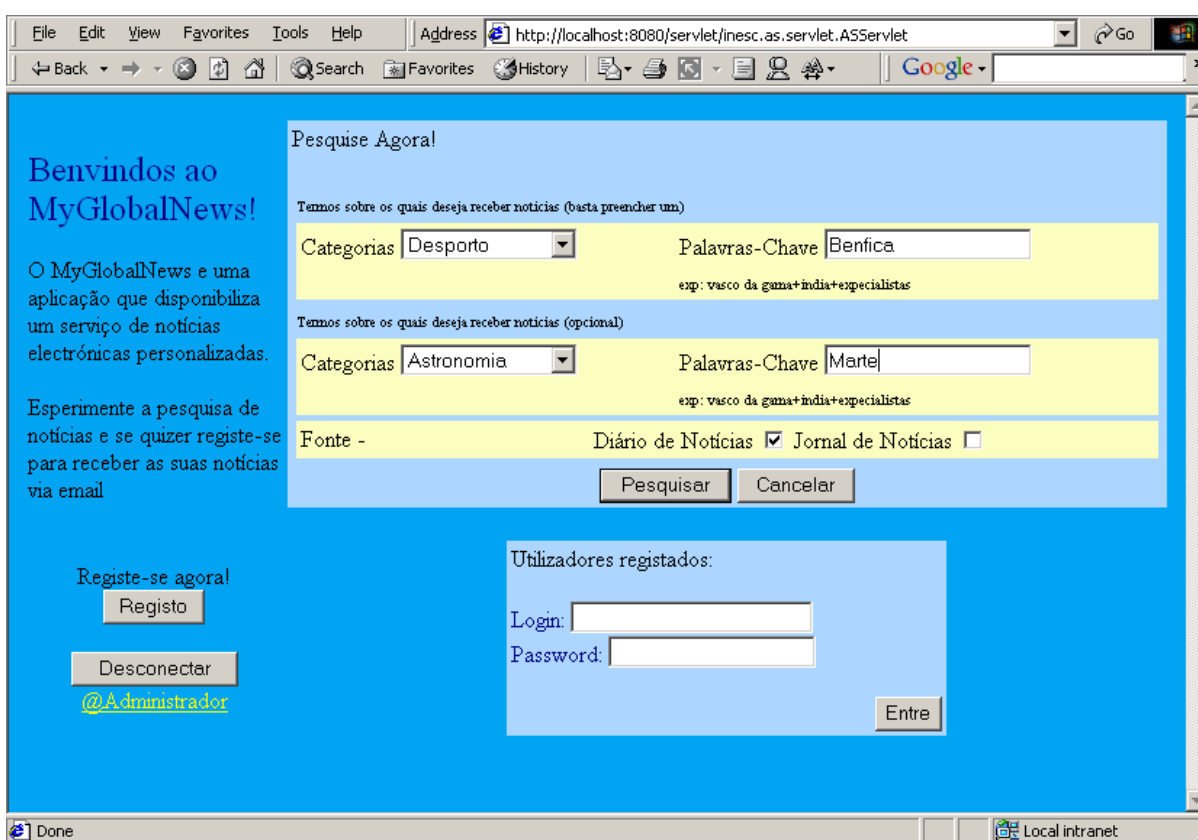 File Edit View Favorites Tools Help Address http://localhost:8080/servlet/inesc.as.servlet.ASServlet Go
Back Search Favorites History Google
Benvindos ao
MyGlobalNews!
O MyGlobalNews e uma
aplicação que disponibiliza
um serviço de notícias
electrónicas personalizadas.
Esperimente a pesquisa de
notícias e se quizer registe-se
para receber as suas notícias
via email
Registe-se agora!
Registo
Desconectar
@Administrador
Pesquise Agora!
Termos sobre os quais deseja receber noticias (basta preencher um)
Categorias Desporto Palavras-Chave Benfica
exp: vasco da gama+india+expecialistas
Termos sobre os quais deseja receber noticias (opcional)
Categorias Astronomia Palavras-Chave Marte
exp: vasco da gama+india+expecialistas
Fonte - Diário de Notícias Jornal de Notícias
Pesquisar Cancelar
Utilizadores registados:
Login:
Password:
Entre
Done Local intranet